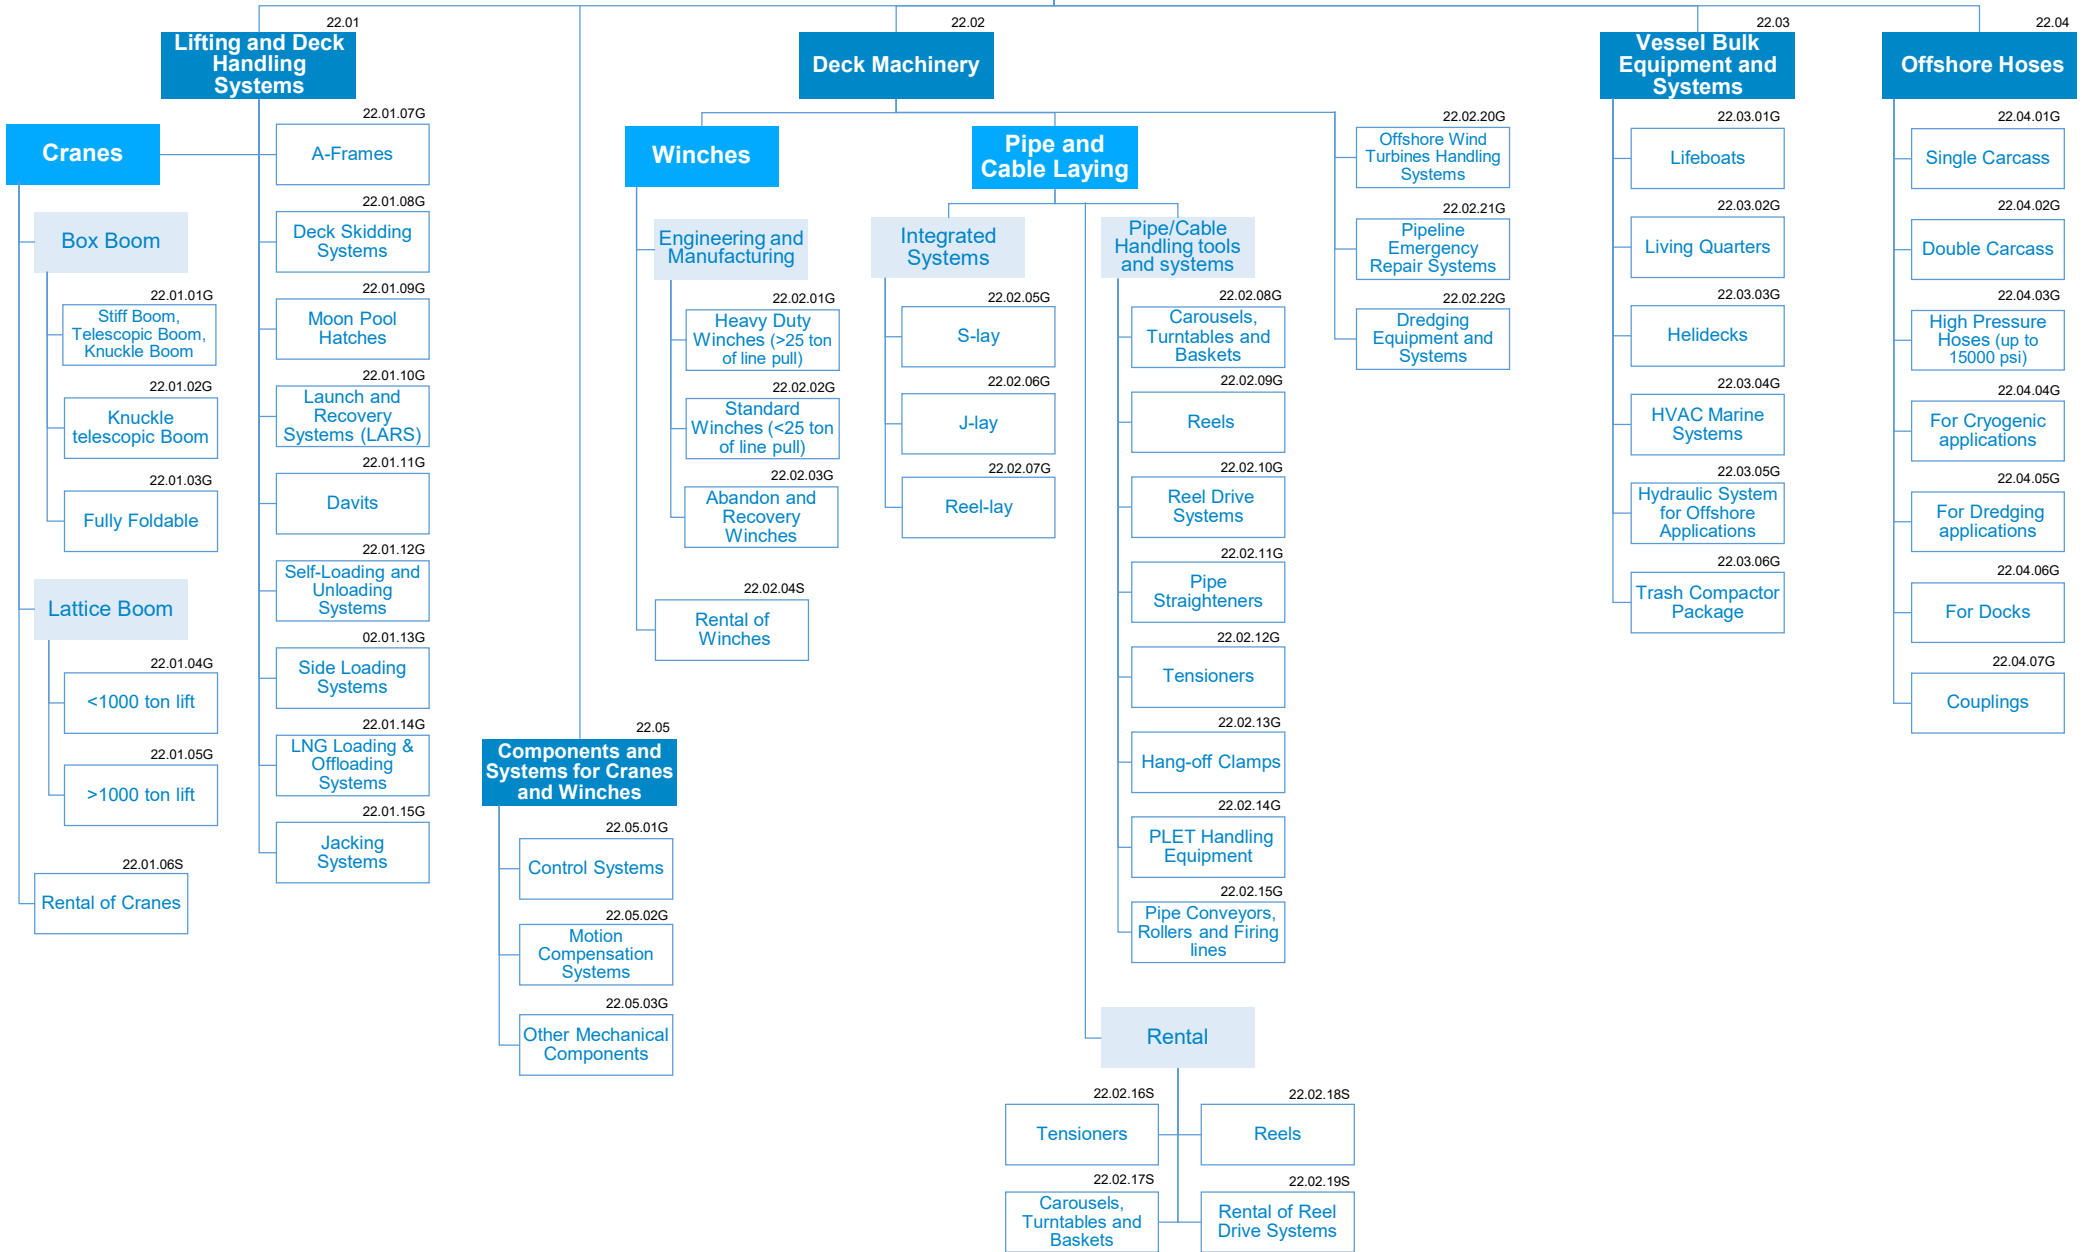 22.01
Lifting and Deck
Handling
Systems
Cranes
Box Boom
22.01.01G
Stiff Boom,
Telescopic Boom,
Knuckle Boom
22.01.02G
Knuckle
telescopic Boom
22.01.03G
Fully Foldable
Lattice Boom
22.01.04G
<1000 ton lift
22.01.05G
>1000 ton lift
22.01.06S
Rental of Cranes
22.01.07G
A-Frames
22.01.08G
Deck Skidding
Systems
22.01.09G
Moon Pool
Hatches
22.01.10G
Launch and
Recovery
Systems (LARS)
22.01.11G
Davits
22.01.12G
Self-Loading and
Unloading
Systems
02.01.13G
Side Loading
Systems
22.01.14G
LNG Loading &
Offloading
Systems
22.01.15G
Jacking
Systems
22.05
Components and
Systems for Cranes
and Winches
22.05.01G
Control Systems
22.05.02G
Motion
Compensation
Systems
22.05.03G
Other Mechanical
Components
22.02
Deck Machinery
Winches
Engineering and
Manufacturing
22.02.01G
Heavy Duty
Winches (>25 ton
of line pull)
22.02.02G
Standard
Winches (<25 ton
of line pull)
22.02.03G
Abandon and
Recovery
Winches
22.02.04S
Rental of
Winches
Pipe and
Cable Laying
Integrated
Systems
22.02.05G
S-lay
22.02.06G
J-lay
22.02.07G
Reel-lay
Pipe/Cable
Handling tools
and systems
22.02.08G
Carousels,
Turntables and
Baskets
22.02.09G
Reels
22.02.10G
Reel Drive
Systems
22.02.11G
Pipe
Straighteners
22.02.12G
Tensioners
22.02.13G
Hang-off Clamps
22.02.14G
PLET Handling
Equipment
22.02.15G
Pipe Conveyors,
Rollers and Firing
lines
Rental
22.02.16S
Tensioners
22.02.17S
Carousels,
Turntables and
Baskets
22.02.18S
Reels
22.02.19S
Rental of Reel
Drive Systems
22.02.20G
Offshore Wind
Turbines Handling
Systems
22.02.21G
Pipeline
Emergency
Repair Systems
22.02.22G
Dredging
Equipment and
Systems
22.03
Vessel Bulk
Equipment and
Systems
22.03.01G
Lifeboats
22.03.02G
Living Quarters
22.03.03G
Helidecks
22.03.04G
HVAC Marine
Systems
22.03.05G
Hydraulic System
for Offshore
Applications
22.03.06G
Trash Compactor
Package
22.04
Offshore Hoses
22.04.01G
Single Carcass
22.04.02G
Double Carcass
22.04.03G
High Pressure
Hoses (up to
15000 psi)
22.04.04G
For Cryogenic
applications
22.04.05G
For Dredging
applications
22.04.06G
For Docks
22.04.07G
Couplings